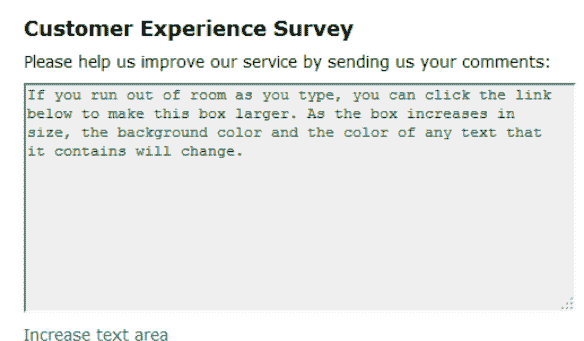 Customer Experience Survey
Please help us improve our service by sending us your comments:
If you run out of room as you type, you can click the link
below to make this box larger. As the box increases in
size, the background color and the color of any text that
it contains will change.
Increase text area